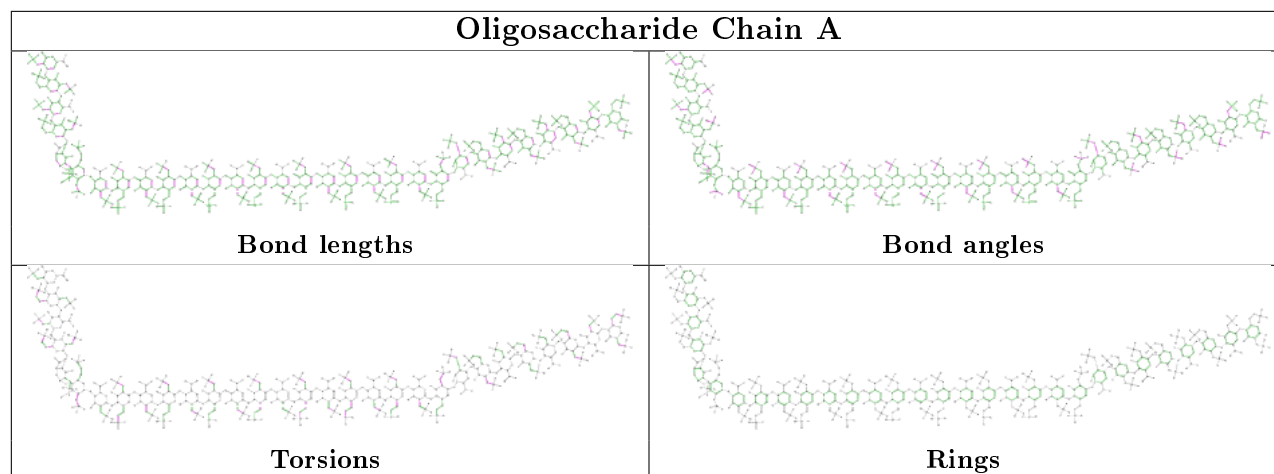 Oligosaccharide Chain A
Bond lengths
Bond angles
Torsions
Rings